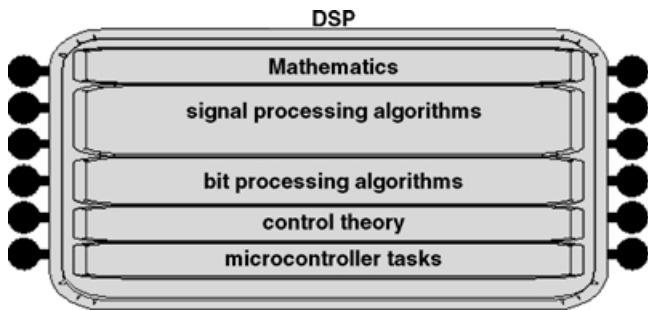 DSP
Mathematics
signal processing algorithms
bit processing algorithms
control theory
microcontroller tasks